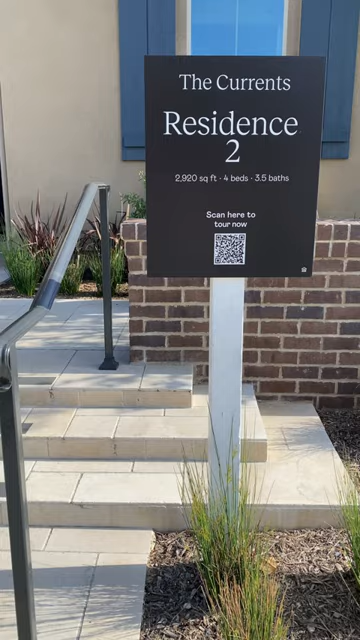 The Currents
Residence
2
2,920 sq ft · 4 beds · 3.5 baths
Scan here to
tour now